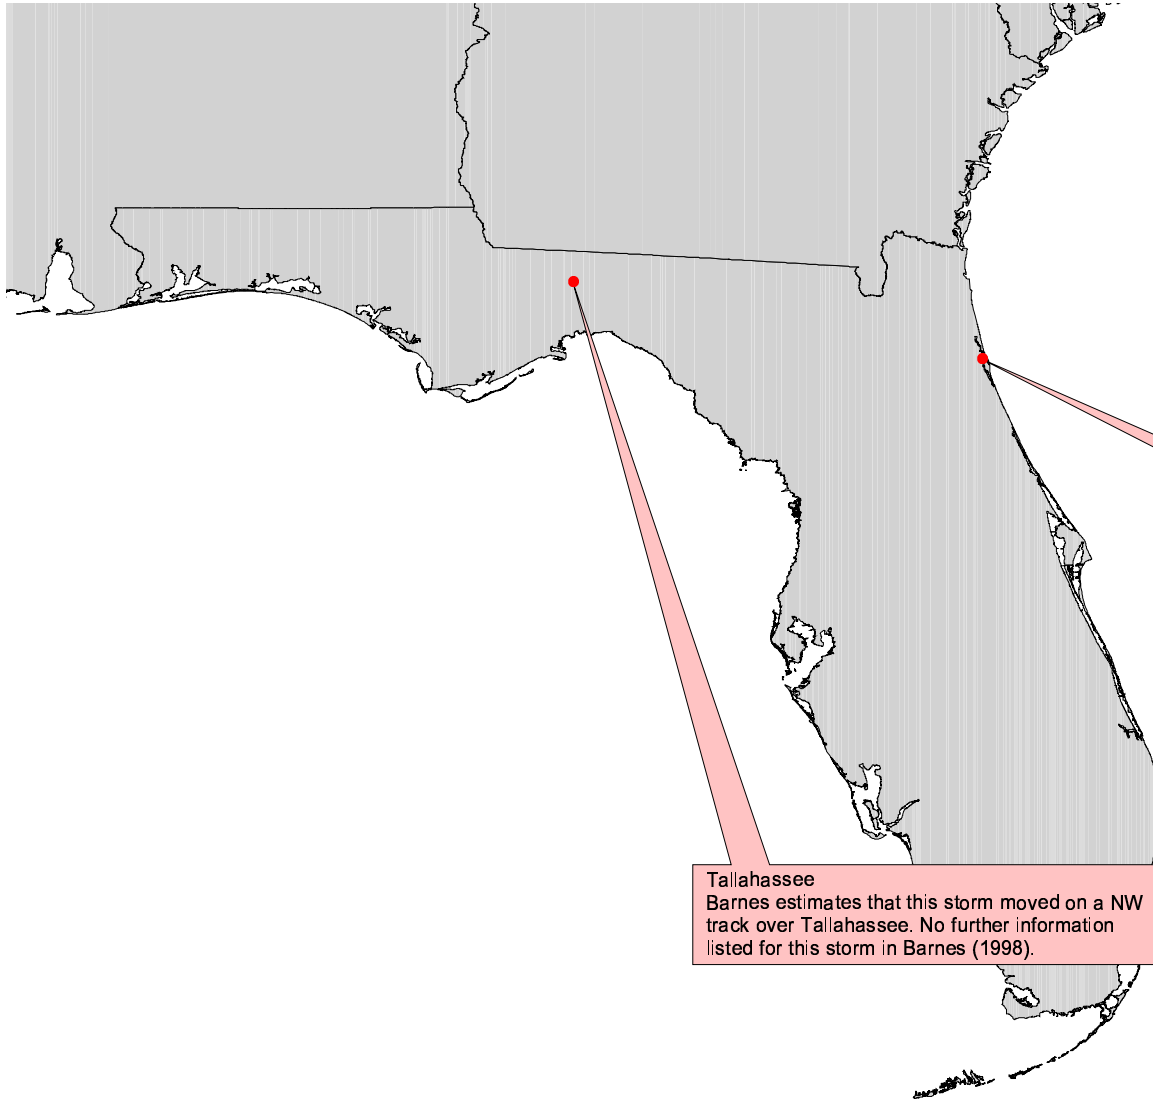 Tallahassee
Barnes estimates that this storm moved on a NW
track over Tallahassee. No further information
listed for this storm in Barnes (1998).